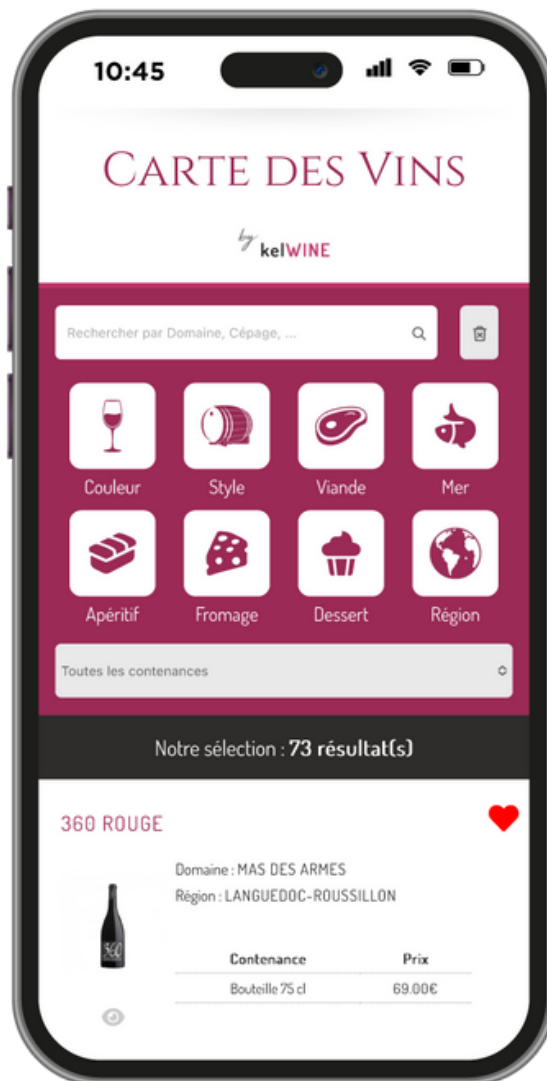 10:45
CARTE DES VINS
by kelWINE
Rechercher par Domaine, Cépage, ...
Couleur Style Viande Mer
Apéritif Fromage Dessert Région
Toutes les contenances
Notre sélection : 73 résultat(s)
360 ROUGE
Domaine : MAS DES ARMES
Région : LANGUEDOC-ROUSSILLON
360
Contenance Prix
Bouteille 75 cl 69.00€